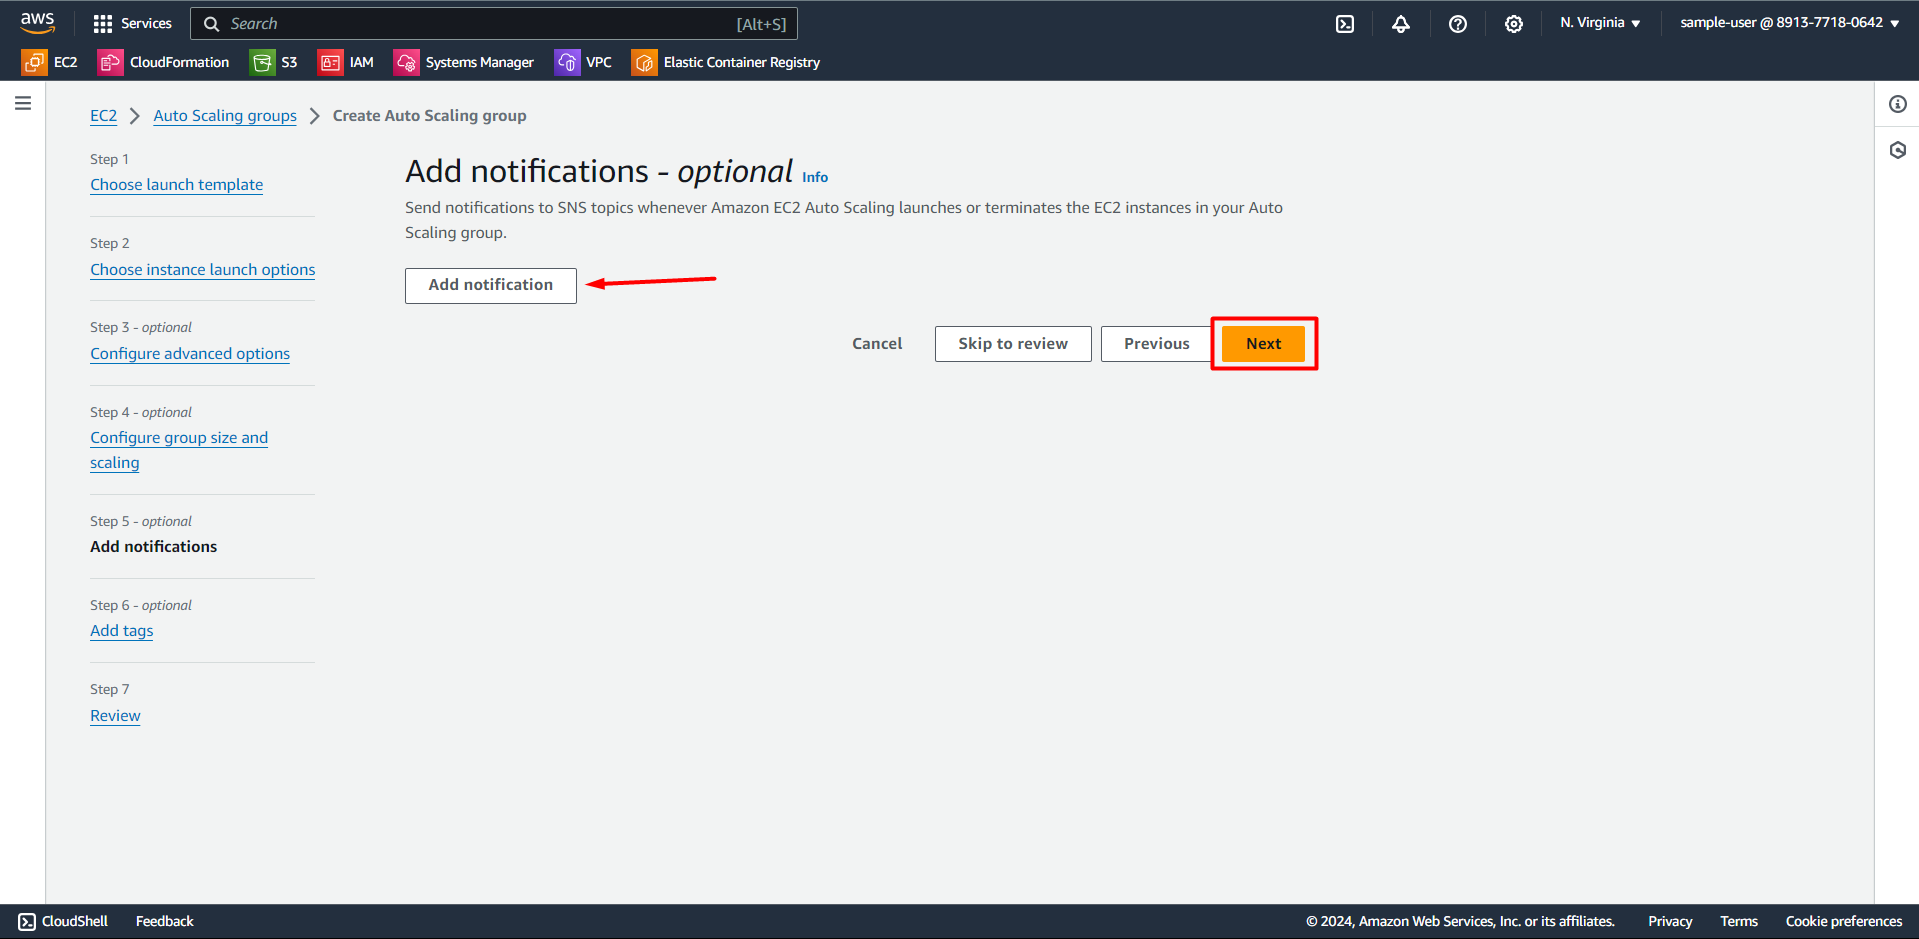 aws Services Search [Alt+S] N. Virginia sample-user @ 8913-7718-0642
EC2 CloudFormation S3 IAM Systems Manager VPC Elastic Container Registry
EC2 Auto Scaling groups Create Auto Scaling group
Step 1
Choose launch template
Step 2
Choose instance launch options
Step 3 - optional
Configure advanced options
Step 4 - optional
Configure group size and
scaling
Step 5 - optional
Add notifications
Step 6 - optional
Add tags
Step 7
Review
Add notifications - optional Info
Send notifications to SNS topics whenever Amazon EC2 Auto Scaling launches or terminates the EC2 instances in your Auto
Scaling group.
Add notification
Cancel Skip to review Previous Next
CloudShell Feedback © 2024, Amazon Web Services, Inc. or its affiliates. Privacy Terms Cookie preferences